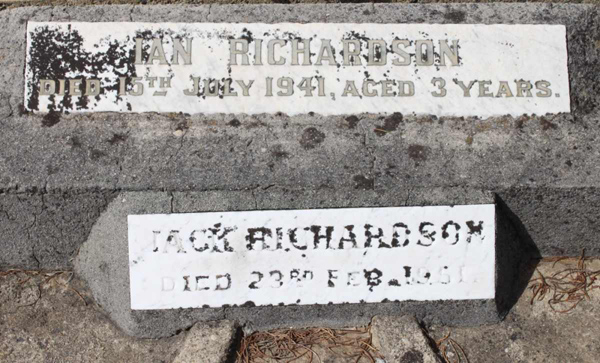 IAN RICHARDSON
DIED 15TH JULY 1941, AGED 3 YEARS.
JACK RICHARDSON
DIED 23RD FEB.